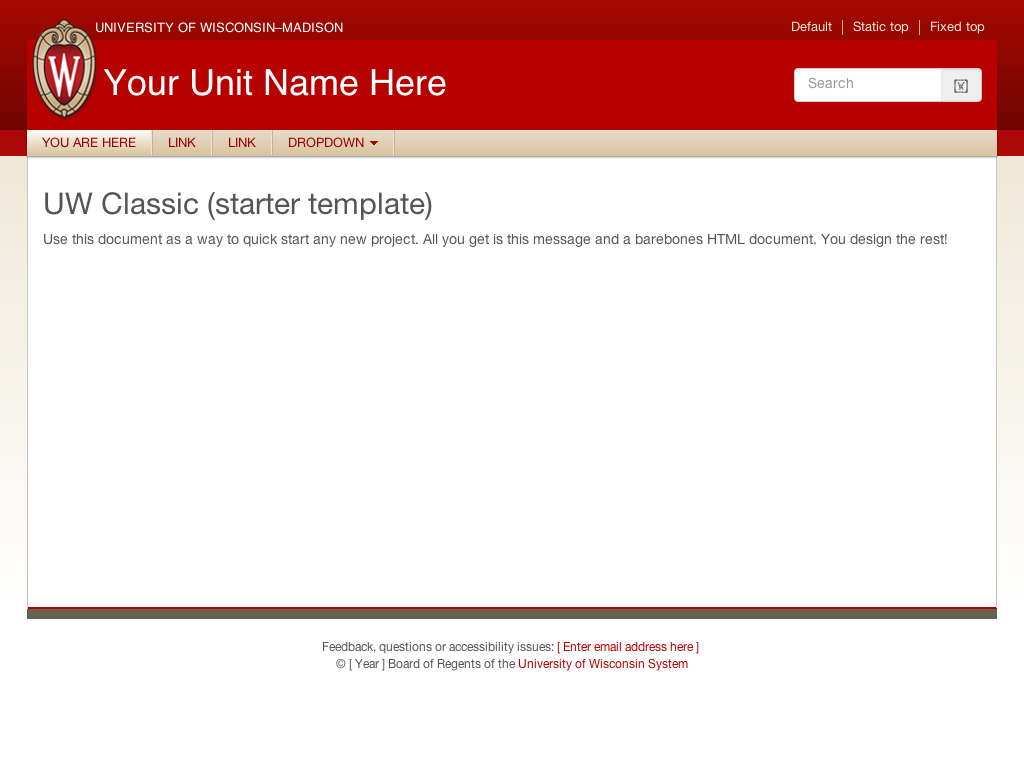 UNIVERSITY OF WISCONSIN–MADISON
Default
Static top
Fixed top
W
Your Unit Name Here
Search
YOU ARE HERE
LINK
LINK
DROPDOWN
UW Classic (starter template)
Use this document as a way to quick start any new project. All you get is this message and a barebones HTML document. You design the rest!
Feedback, questions or accessibility issues: [ Enter email address here ]
© [ Year ] Board of Regents of the University of Wisconsin System